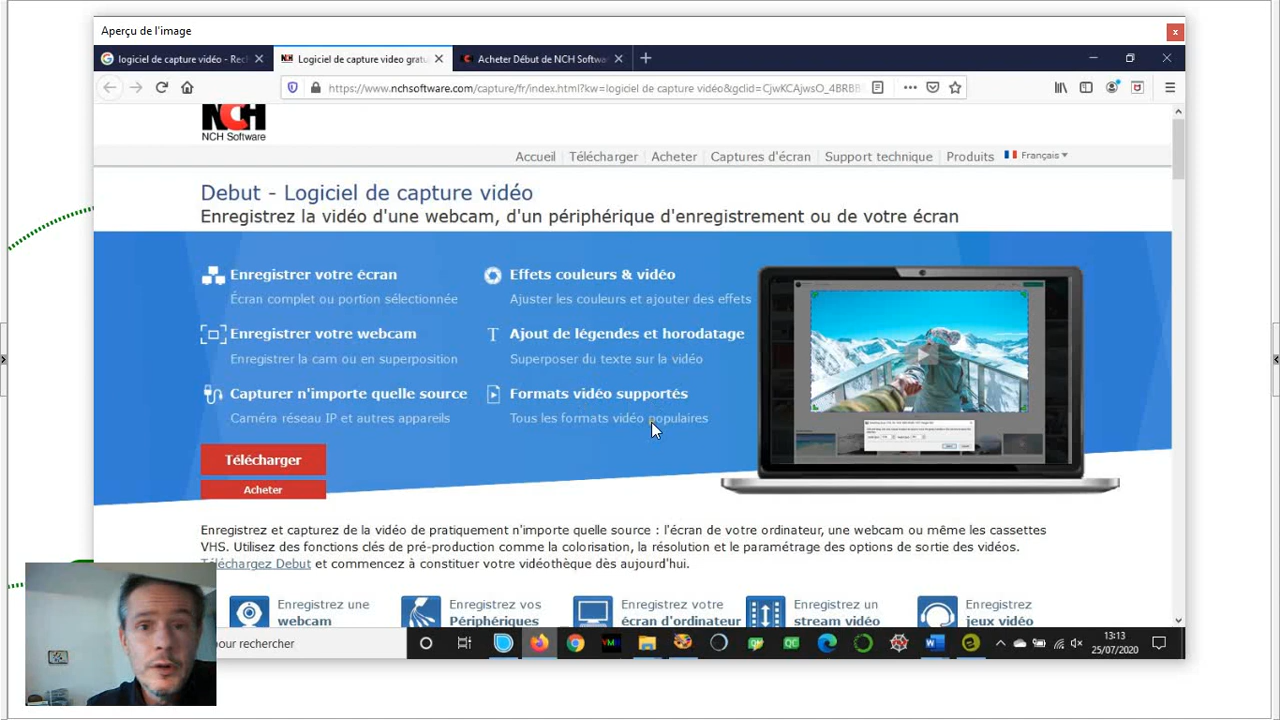 Aperçu de l'image
logiciel de capture vidéo - Rec
Logiciel de capture video gratu
Acheter Début de NCH Softwa
https://www.nchsoftware.com/capture/fr/index.html?kw=logiciel de capture vidéo&gclid=CjwKCAjwsO_4BRBB
NCH
NCH Software
Accueil
Télécharger
Acheter
Captures d'écran
Support technique
Produits
Français
Debut - Logiciel de capture vidéo
Enregistrez la vidéo d'une webcam, d'un périphérique d'enregistrement ou de votre écran
Enregistrer votre écran
Écran complet ou portion sélectionnée
Enregistrer votre webcam
Enregistrer la cam ou en superposition
Capturer n'importe quelle source
Caméra réseau IP et autres appareils
Effets couleurs & vidéo
Ajuster les couleurs et ajouter des effets
Ajout de légendes et horodatage
Superposer du texte sur la vidéo
Formats vidéo supportés
Tous les formats vidéo populaires
Télécharger
Acheter
Enregistrez et capturez de la vidéo de pratiquement n'importe quelle source : l'écran de votre ordinateur, une webcam ou même les cassettes
VHS. Utilisez des fonctions clés de pré-production comme la colorisation, la résolution et le paramétrage des options de sortie des vidéos.
Téléchargez Debut et commencez à constituer votre vidéothèque dès aujourd'hui.
Enregistrez une
webcam
Enregistrez vos
Périphériques
Enregistrez votre
écran d'ordinateur
Enregistrez un
stream vidéo
Enregistrez
jeux vidéo
pour rechercher
YM
QC
13:13
25/07/2020